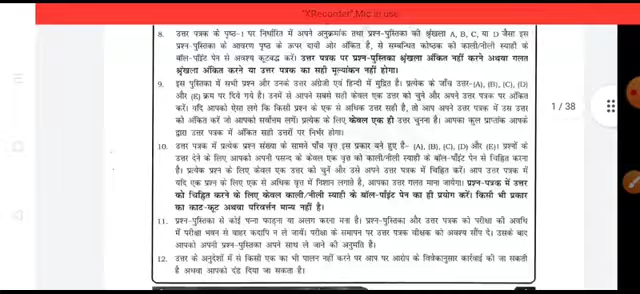 "XRecorder",Mic in use
8. उत्तर पत्रक के पृष्ठ-1 पर निर्धारित में अपने अनुक्रमांक तथा प्रश्न-पुस्तिका की श्रृंखला A, B, C, या D जैसा इस
प्रश्न-पुस्तिका के आवरण पृष्ठ के ऊपर दायीं ओर अंकित है, से सम्बन्धित कोष्ठक को काली/नीली स्याही के
बॉल-पॉइंट पेन से अवश्य कूटबद्ध करें। उत्तर पत्रक पर प्रश्न-पुस्तिका श्रृंखला अंकित नहीं करने अथवा गलत
श्रृंखला अंकित करने या उत्तर पत्रक का सही मूल्यांकन नहीं होगा।
9. इस पुस्तिका में सभी प्रश्न और उनके उत्तर अंग्रेजी एवं हिन्दी में मुद्रित है। प्रत्येक के जाँच उत्तर-(A), (B), (C), (D)
और (E) क्रम पर दिये गये है। उनमें से आपने सबसे सही केवल एक उत्तर को चुने और अपने उत्तर पत्रक पर अंकित
करें। यदि आपको ऐसा लगे कि किसी प्रश्न के एक से अधिक उत्तर सही है, तो आप अपने उत्तर पत्रक में उस उत्तर
को अंकित करें जो आपको सर्वोत्तम लगें। प्रत्येक के लिए केवल एक ही उत्तर चुनना है। आपका कुल प्राप्तांक आपके
द्वारा उत्तर पत्रक में अंकित सही उत्तरों पर निर्भर होगा।
1 / 38
10. उत्तर पत्रक में प्रत्येक प्रश्न संख्या के सामने पाँच वृत्त इस प्रकार बने हुए है- (A), (B), (C), (D) और (E)। प्रश्नों के
उत्तर देने के लिए आपको अपनी पसन्द के केवल एक वृत्त को काली/नीली स्याही के बॉल-पॉइंट पेन से चिह्नित करना
है। प्रत्येक प्रश्न के लिए केवल एक उत्तर को चुनें और उसे अपने उत्तर पत्रक में चिह्नित करें। आप उत्तर पत्रक में
यदि एक प्रश्न के लिए एक से अधिक वृत्त में निशान लगाते है, आपका उत्तर गलत माना जायेगा। प्रश्न-पत्रक में उत्तर
को चिह्नित करने के लिए केवल काली/नीली स्याही के बॉल-पॉइंट पेन का ही प्रयोग करें। किसी भी प्रकार
का काट-कूट अथवा परिवर्त्तन मान्य नहीं है।
11. प्रश्न-पुस्तिका से कोई पन्ना फाड़ना या अलग करना मना है। प्रश्न-पुस्तिका और उत्तर पत्रक को परीक्षा की अवधि
में परीक्षा भवन से बाहर कदापि न ले जायें। परीक्षा के समापन पर उत्तर पत्रक वीक्षक को अवश्य सौंप दे। उसके बाद
आपको अपनी प्रश्न-पुस्तिका अपने साथ ले जाने की अनुमति है।
12. उत्तर के अनुदेशों में से किसी एक का भी पालन नहीं करने पर आप पर आरोप के विवेकानुसार कार्रवाई की जा सकती
है अथवा आपको दंड दिया जा सकता है।